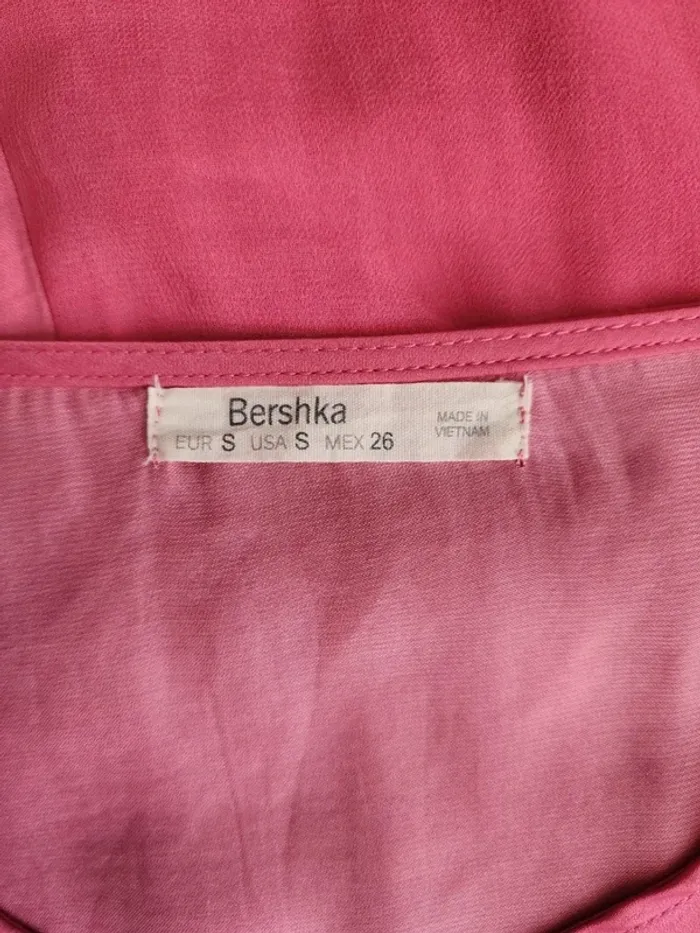 Bershka
EUR S USA S MEX 26
MADE IN
VIETNAM